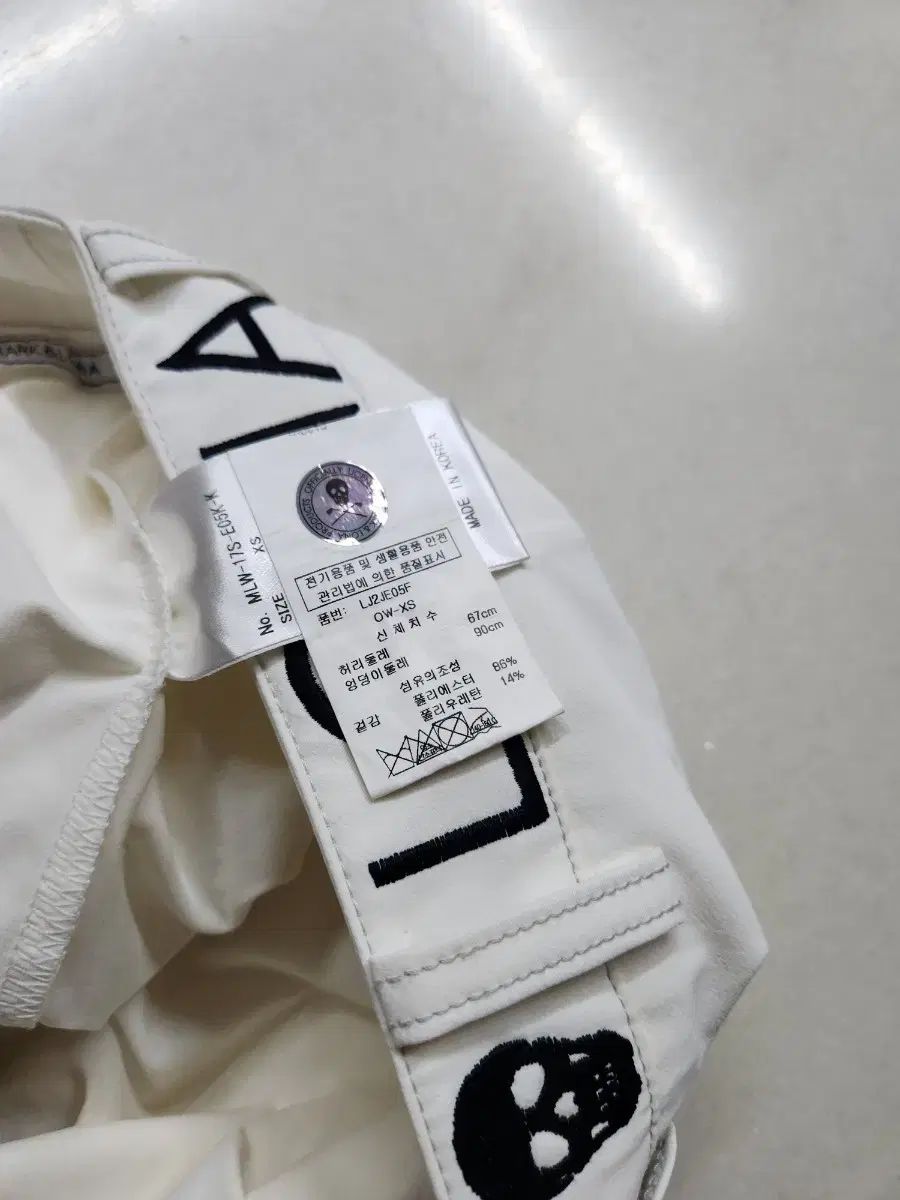 A
I
L
No. MLW-17S-E05K-K
SIZE XS
MADE IN KOREA
PRODUCTS OFFICIALLY
전기용품 및 생활용품 안전
관리법에 의한 품질표시
품번: LJ2JE05F
OW-XS
신체치수
허리둘레 67cm
엉덩이둘레 90cm
섬유의조성
겉감 폴리에스터 86%
폴리우레탄 14%